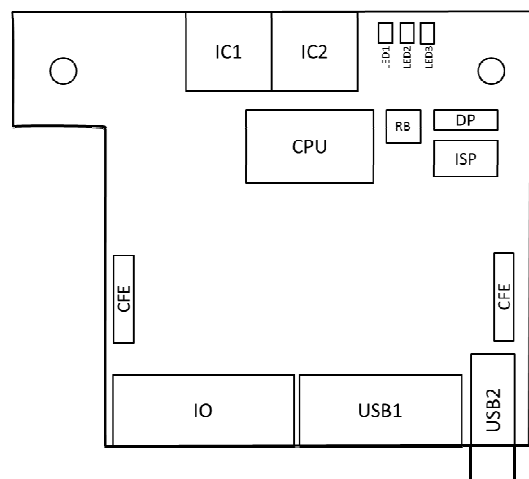 IC1
IC2
LED1
LED2
LED3
CPU
RB
DP
ISP
CFE
CFE
IO
USB1
USB2